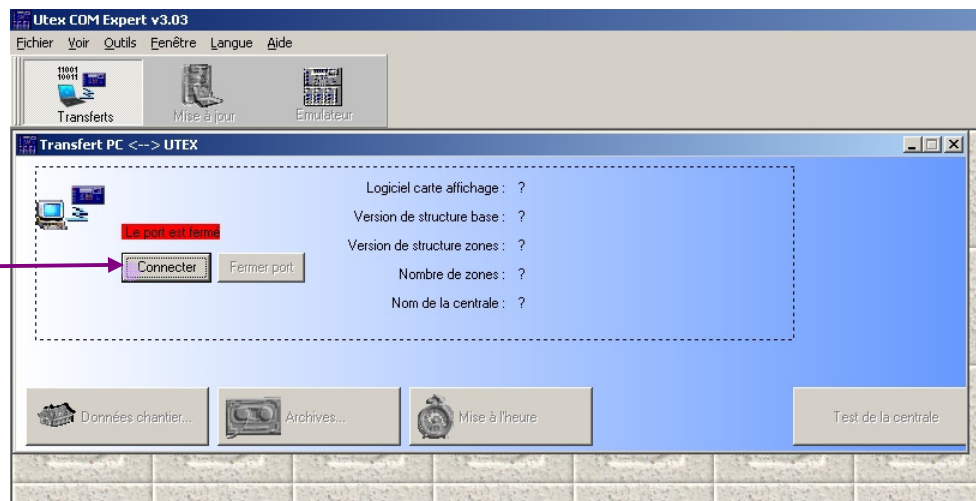 Utex COM Expert v3.03
Fichier Voir Outils Fenêtre Langue Aide
11001
10011
Transferts Mise à jour Emulateur
Transfert PC <--> UTEX
Logiciel carte affichage : ?
Version de structure base : ?
Le port est fermé
Version de structure zones : ?
Connecter Fermer port
Nombre de zones : ?
Nom de la centrale : ?
Données chantier... Archives... Mise à l'heure Test de la centrale